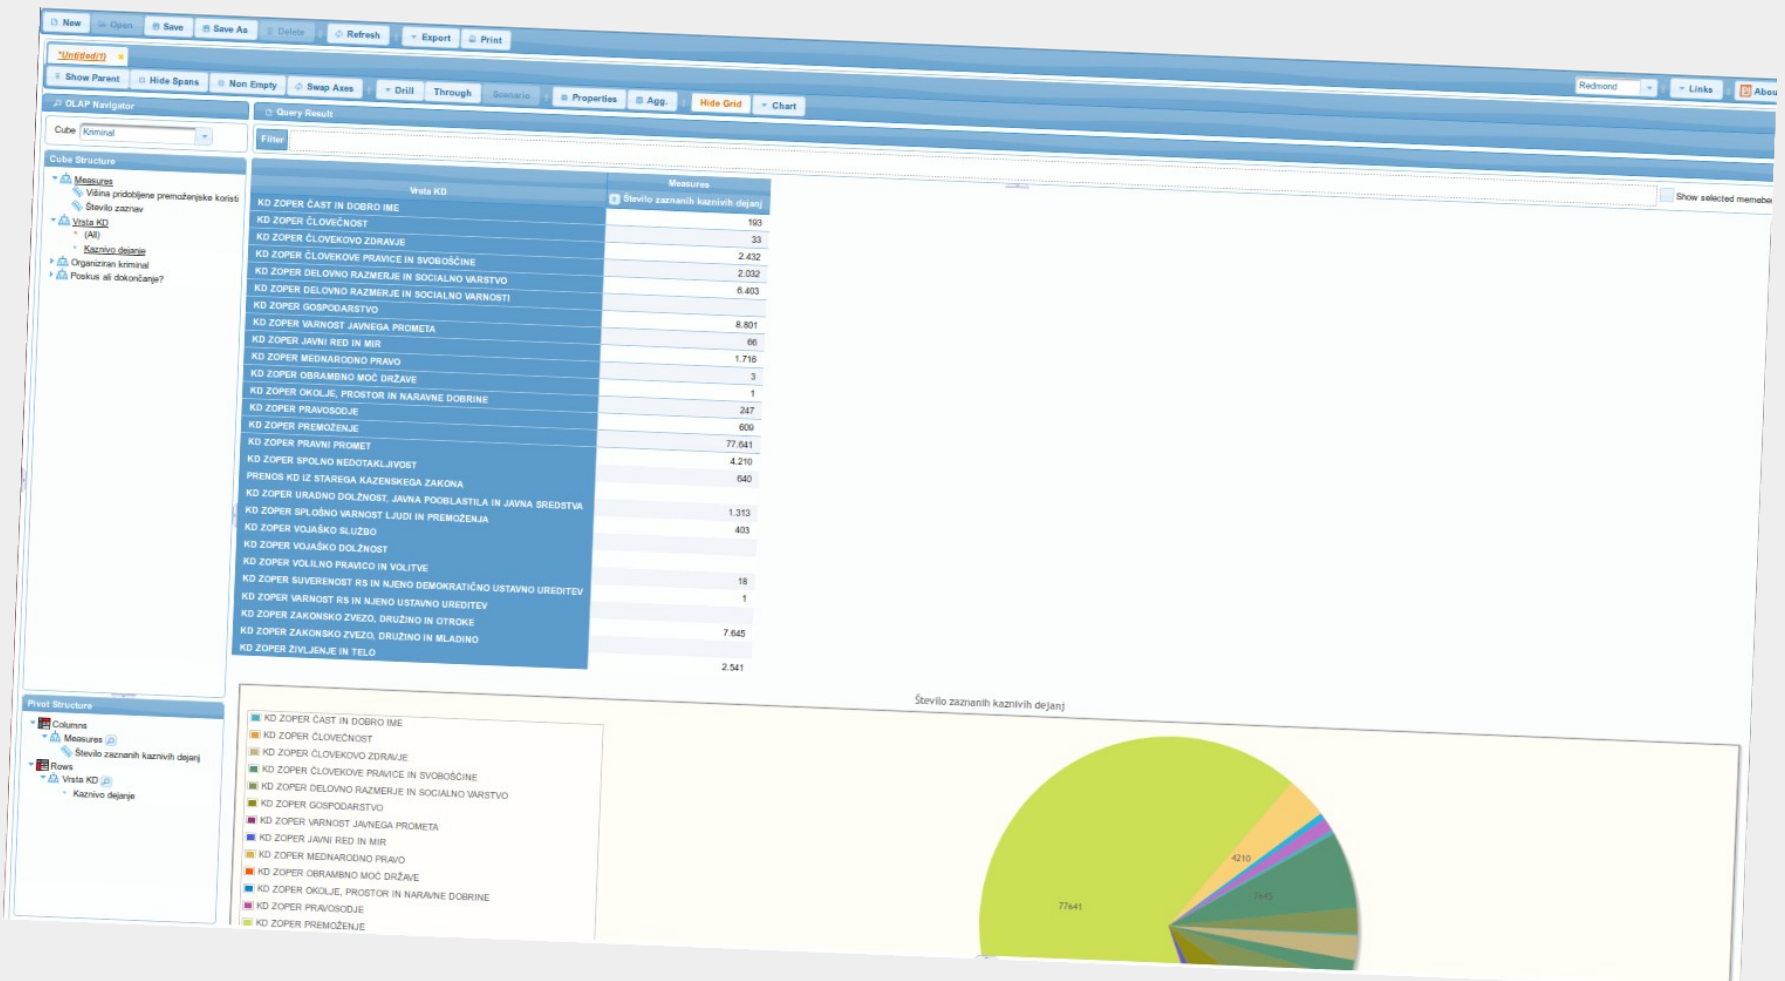 New Open Save Save As Delete Refresh Export Print
*Untitled(1)
Redmond Links Abou
Show Parent Hide Spans Non Empty Swap Axes Drill Through Scenario Properties Agg. Hide Grid Chart
OLAP Navigator
Cube Kriminal
Cube Structure
Measures
Višina pridobljene premoženjske koristi
Število zaznav
Vrsta KD
(All)
Kaznivo dejanje
Organiziran kriminal
Poskus ali dokončanje?
Pivot Structure
Columns
Measures
Število zaznanih kaznivih dejanj
Rows
Vrsta KD
Kaznivo dejanje
Query Result
Filter
Show selected memeber
Vrsta KD Measures
Število zaznanih kaznivih dejanj
KD ZOPER ČAST IN DOBRO IME 193
KD ZOPER ČLOVEČNOST 33
KD ZOPER ČLOVEKOVO ZDRAVJE 2.432
KD ZOPER ČLOVEKOVE PRAVICE IN SVOBOŠČINE 2.032
KD ZOPER DELOVNO RAZMERJE IN SOCIALNO VARSTVO 6.403
KD ZOPER DELOVNO RAZMERJE IN SOCIALNO VARNOSTI
KD ZOPER GOSPODARSTVO 8.801
KD ZOPER VARNOST JAVNEGA PROMETA 66
KD ZOPER JAVNI RED IN MIR 1.716
KD ZOPER MEDNARODNO PRAVO 3
KD ZOPER OBRAMBNO MOČ DRŽAVE 1
KD ZOPER OKOLJE, PROSTOR IN NARAVNE DOBRINE 247
KD ZOPER PRAVOSODJE 609
KD ZOPER PREMOŽENJE 77.641
KD ZOPER PRAVNI PROMET 4.210
KD ZOPER SPOLNO NEDOTAKLJIVOST 640
PRENOS KD IZ STAREGA KAZENSKEGA ZAKONA
KD ZOPER URADNO DOLŽNOST, JAVNA POOBLASTILA IN JAVNA SREDSTVA 1.313
KD ZOPER SPLOŠNO VARNOST LJUDI IN PREMOŽENJA 403
KD ZOPER VOJAŠKO SLUŽBO
KD ZOPER VOJAŠKO DOLŽNOST
KD ZOPER VOLILNO PRAVICO IN VOLITVE 18
KD ZOPER SUVERENOST RS IN NJENO DEMOKRATIČNO USTAVNO UREDITEV 1
KD ZOPER VARNOST RS IN NJENO USTAVNO UREDITEV
KD ZOPER ZAKONSKO ZVEZO, DRUŽINO IN OTROKE 7.645
KD ZOPER ZAKONSKO ZVEZO, DRUŽINO IN MLADINO
KD ZOPER ŽIVLJENJE IN TELO 2.541
Število zaznanih kaznivih dejanj
KD ZOPER ČAST IN DOBRO IME
KD ZOPER ČLOVEČNOST
KD ZOPER ČLOVEKOVO ZDRAVJE
KD ZOPER ČLOVEKOVE PRAVICE IN SVOBOŠČINE
KD ZOPER DELOVNO RAZMERJE IN SOCIALNO VARSTVO
KD ZOPER GOSPODARSTVO
KD ZOPER VARNOST JAVNEGA PROMETA
KD ZOPER JAVNI RED IN MIR
KD ZOPER MEDNARODNO PRAVO
KD ZOPER OBRAMBNO MOČ DRŽAVE
KD ZOPER OKOLJE, PROSTOR IN NARAVNE DOBRINE
KD ZOPER PRAVOSODJE
KD ZOPER PREMOŽENJE
4210
7645
77641